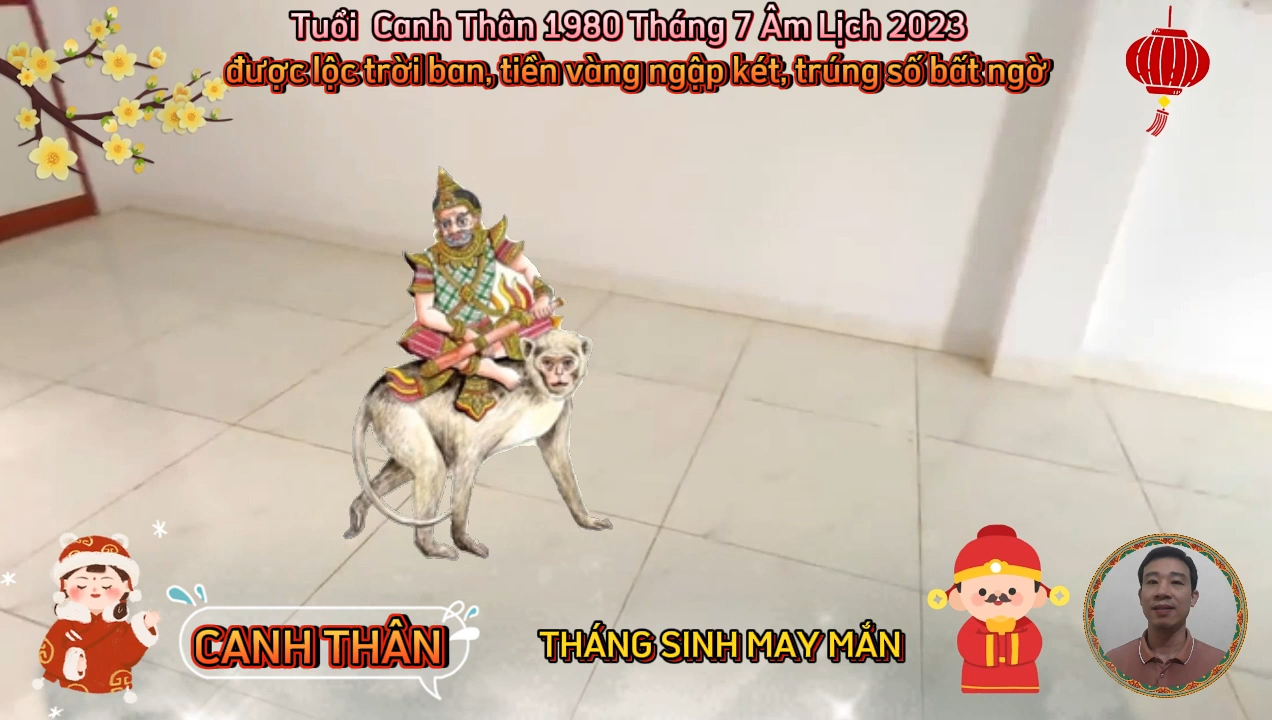 Tuổi Canh Thân 1980 Tháng 7 Âm Lịch 2023
được lộc trời ban, tiền vàng ngập két, trúng số bất ngờ
CANH THÂN
THÁNG SINH MAY MẮN